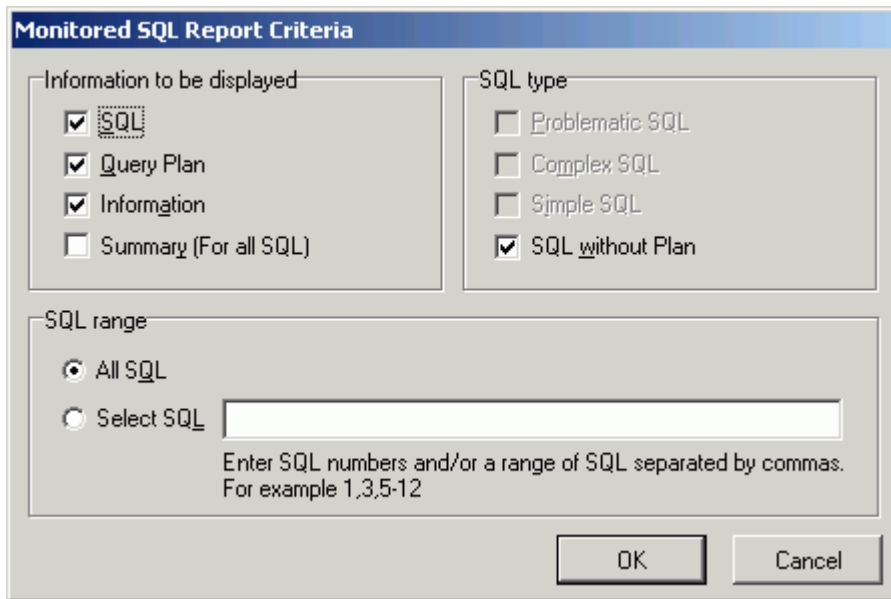 Monitored SQL Report Criteria
Information to be displayed
SQL
Query Plan
Information
Summary (For all SQL)
SQL type
Problematic SQL
Complex SQL
Simple SQL
SQL without Plan
SQL range
All SQL
Select SQL
Enter SQL numbers and/or a range of SQL separated by commas.
For example 1,3,5-12
OK
Cancel